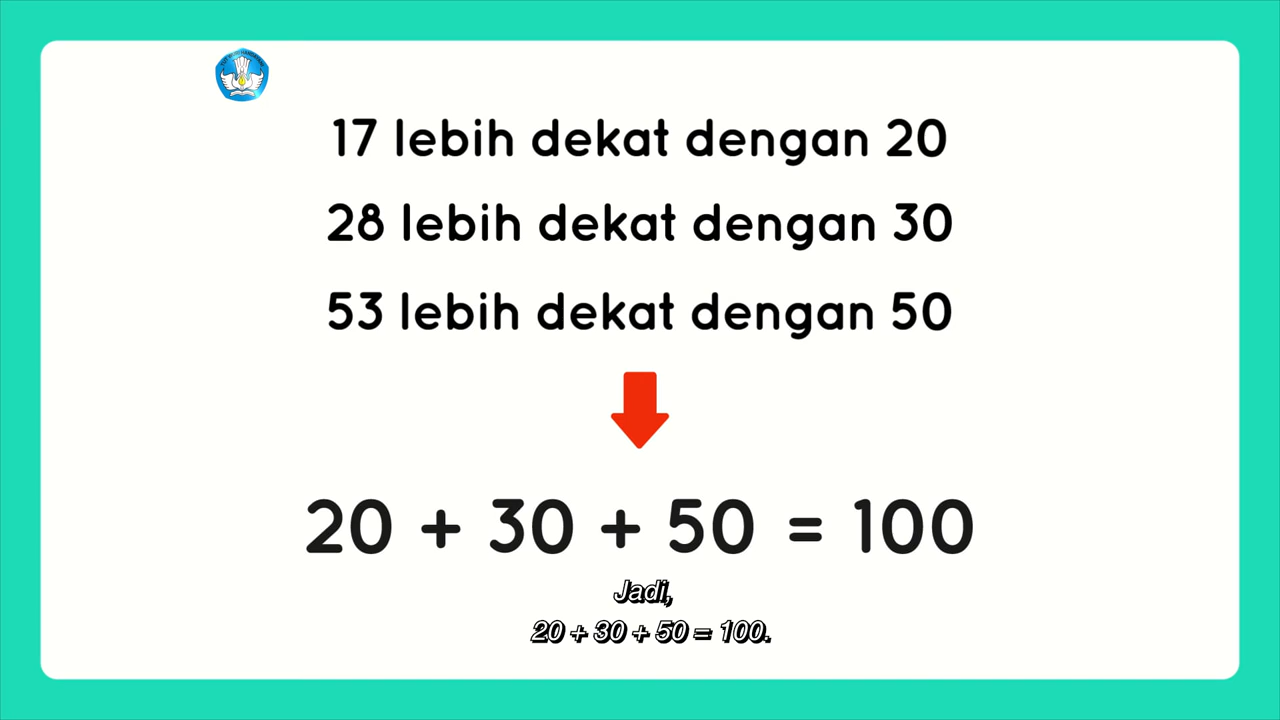 17 lebih dekat dengan 20
28 lebih dekat dengan 30
53 lebih dekat dengan 50
20 + 30 + 50 = 100
Jadi,
20 + 30 + 50 = 100.